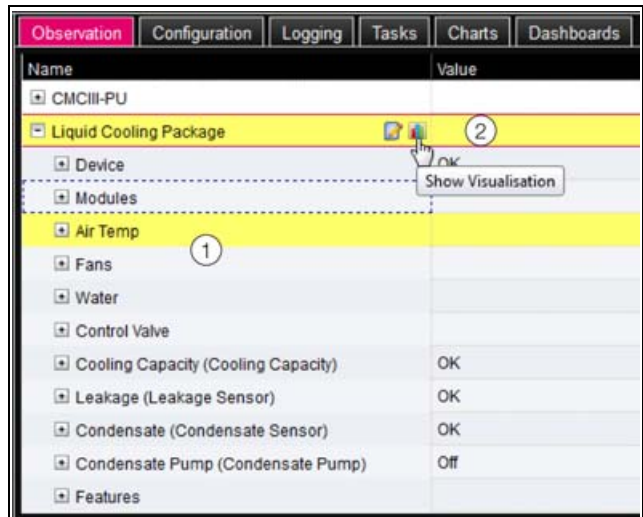 Observation Configuration Logging Tasks Charts Dashboards
Name Value
CMCIII-PU
Liquid Cooling Package 2
Device OK
Show Visualisation
Modules
Air Temp
1
Fans
Water
Control Valve
Cooling Capacity (Cooling Capacity) OK
Leakage (Leakage Sensor) OK
Condensate (Condensate Sensor) OK
Condensate Pump (Condensate Pump) Off
Features